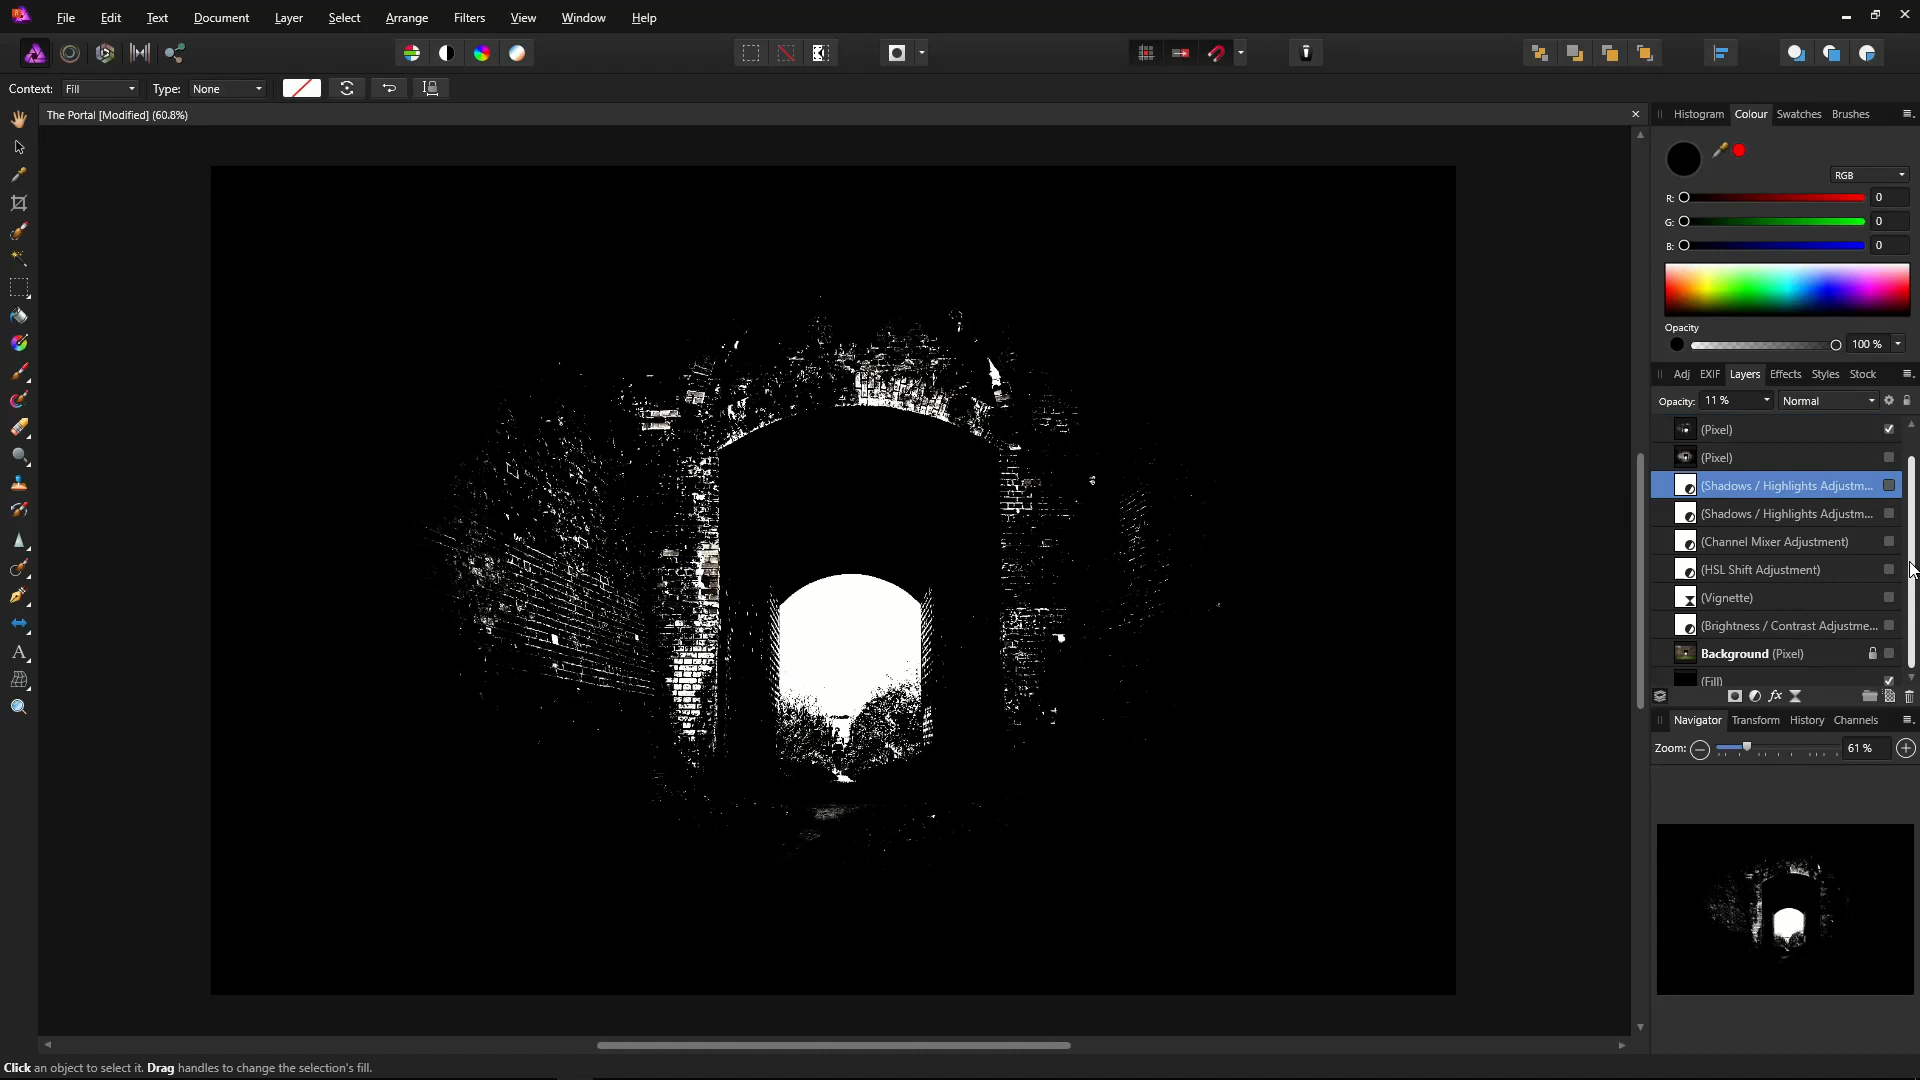 File Edit Text Document Layer Select Arrange Filters View Window Help
Context: Fill Type: None
The Portal [Modified] (60.8%)
Histogram Colour Swatches Brushes
RGB
R: 0
G: 0
B: 0
Opacity
100 %
Adj EXIF Layers Effects Styles Stock
Opacity: 11 % Normal
(Pixel)
(Pixel)
(Shadows / Highlights Adjustm...
(Shadows / Highlights Adjustm...
(Channel Mixer Adjustment)
(HSL Shift Adjustment)
(Vignette)
(Brightness / Contrast Adjustme...
Background (Pixel)
(Fill)
fx
Navigator Transform History Channels
Zoom: 61 %
Click an object to select it. Drag handles to change the selection's fill.